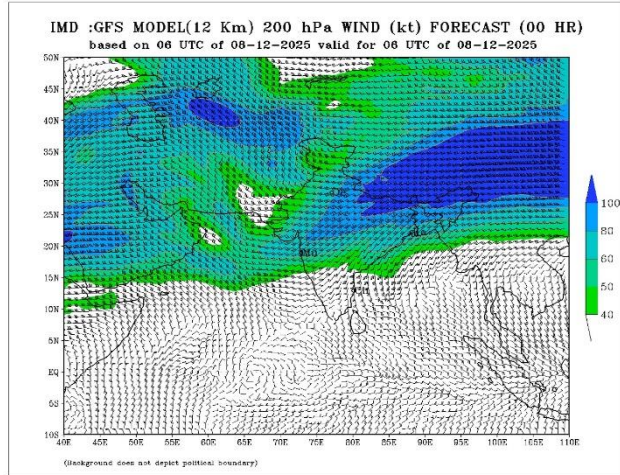 IMD :GFS MODEL(12 Km) 200 hPa WIND (kt) FORECAST (00 HR)
based on 06 UTC of 08-12-2025 valid for 06 UTC of 08-12-2025
50N
45N
40N
35N
30N
25N
20N
15N
10N
5N
EQ
5S
10S
40E 45E 50E 55E 60E 65E 70E 75E 80E 85E 90E 95E 100E 105E 110E
100
80
60
50
40
(Background does not depict political boundary)